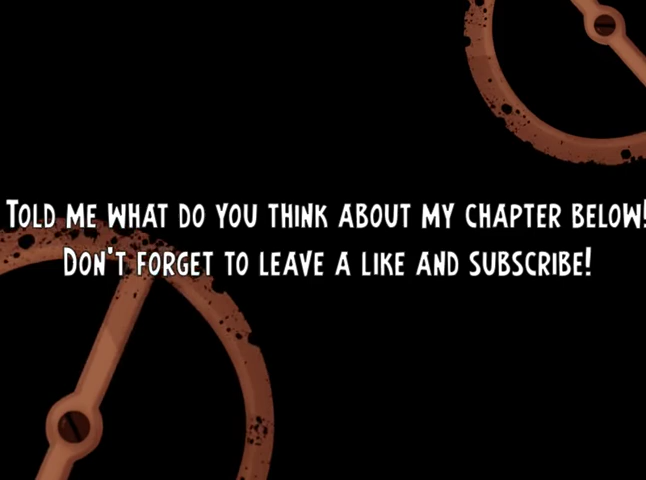 Told me what do you think about my chapter below!
Don't forget to leave a like and subscribe!